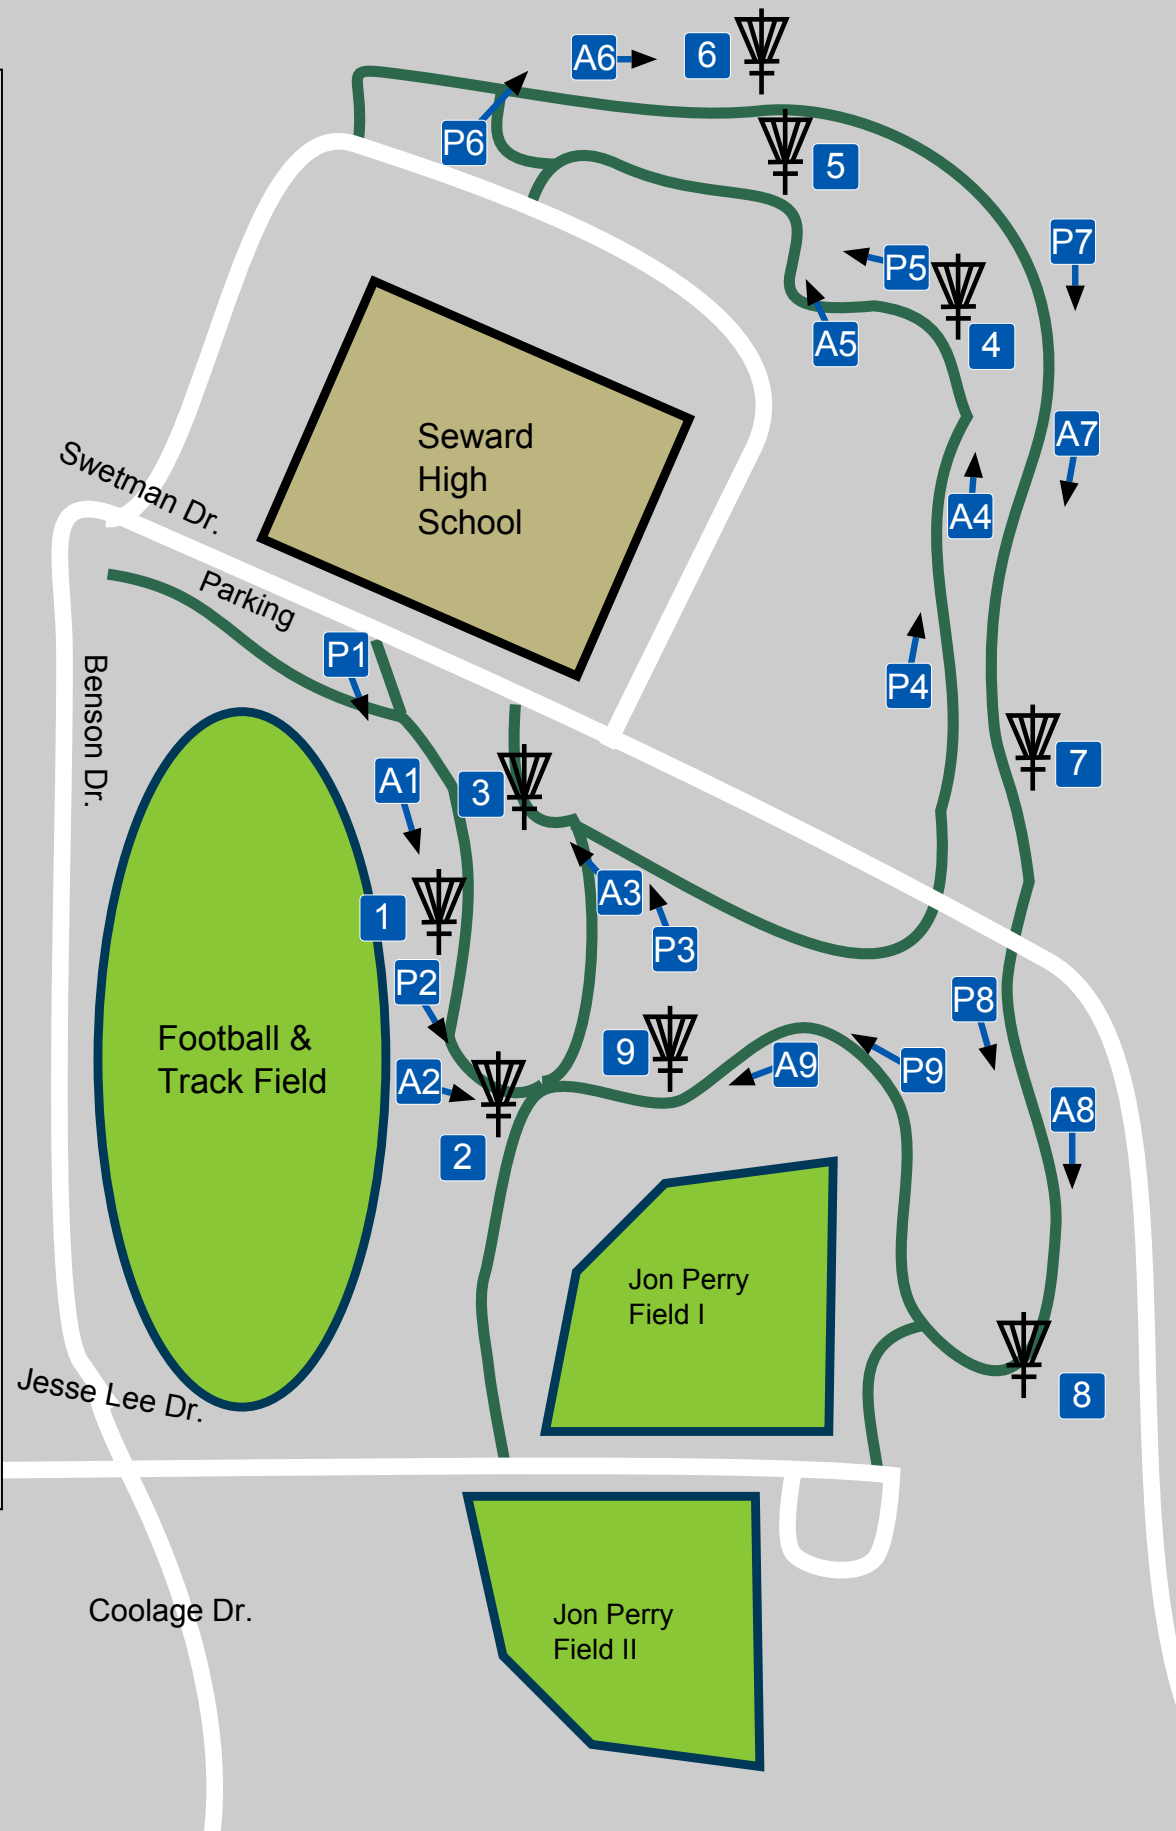 A6
6
P6
5
P7
P5
4
A5
Seward
High
School
A7
Swetman Dr.
A4
Parking
P1
P4
Benson Dr.
A1
3
7
A3
1
P3
P2
P8
Football &
Track Field
9
A9
P9
A2
A8
2
Jon Perry
Field I
Jesse Lee Dr.
8
Coolage Dr.
Jon Perry
Field II